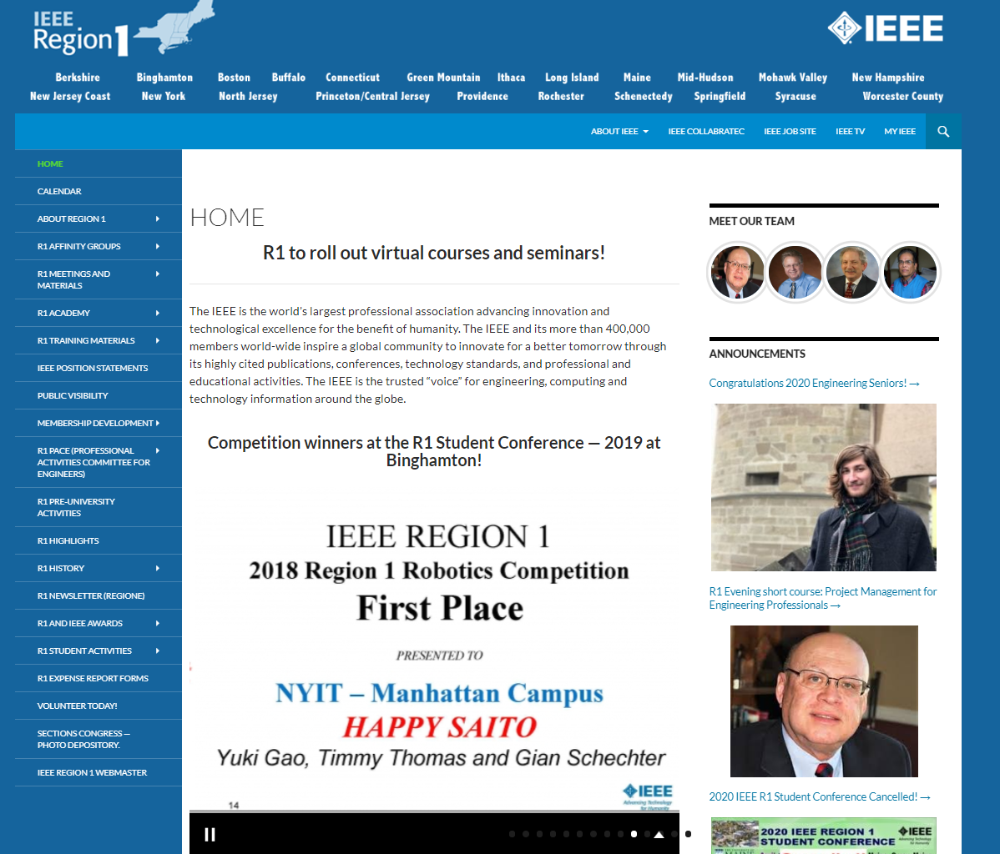 IEEE
Region 1
IEEE
Berkshire Binghamton Boston Buffalo Connecticut Green Mountain Ithaca Long Island Maine Mid-Hudson Mohawk Valley New Hampshire
New Jersey Coast New York North Jersey Princeton/Central Jersey Providence Rochester Schenectedy Springfield Syracuse Worcester County
ABOUT IEEE IEEE COLLABRATEC IEEE JOB SITE IEEE TV MY IEEE
HOME
CALENDAR
ABOUT REGION 1
R1 AFFINITY GROUPS
R1 MEETINGS AND
MATERIALS
R1 ACADEMY
R1 TRAINING MATERIALS
IEEE POSITION STATEMENTS
PUBLIC VISIBILITY
MEMBERSHIP DEVELOPMENT
R1 PACE (PROFESSIONAL
ACTIVITIES COMMITTEE FOR
ENGINEERS)
R1 PRE-UNIVERSITY
ACTIVITIES
R1 HIGHLIGHTS
R1 HISTORY
R1 NEWSLETTER (REGIONE)
R1 AND IEEE AWARDS
R1 STUDENT ACTIVITIES
R1 EXPENSE REPORT FORMS
VOLUNTEER TODAY!
SECTIONS CONGRESS —
PHOTO DEPOSITORY.
IEEE REGION 1 WEBMASTER
HOME
R1 to roll out virtual courses and seminars!
The IEEE is the world’s largest professional association advancing innovation and
technological excellence for the benefit of humanity. The IEEE and its more than 400,000
members world-wide inspire a global community to innovate for a better tomorrow through
its highly cited publications, conferences, technology standards, and professional and
educational activities. The IEEE is the trusted “voice” for engineering, computing and
technology information around the globe.
Competition winners at the R1 Student Conference — 2019 at
Binghamton!
IEEE REGION 1
2018 Region 1 Robotics Competition
First Place
PRESENTED TO
NYIT – Manhattan Campus
HAPPY SAITO
Yuki Gao, Timmy Thomas and Gian Schechter
IEEE
Advancing Technology
for Humanity
14
MEET OUR TEAM
ANNOUNCEMENTS
Congratulations 2020 Engineering Seniors! →
R1 Evening short course: Project Management for
Engineering Professionals →
2020 IEEE R1 Student Conference Cancelled! →
2020 IEEE REGION 1
STUDENT CONFERENCE
IEEE